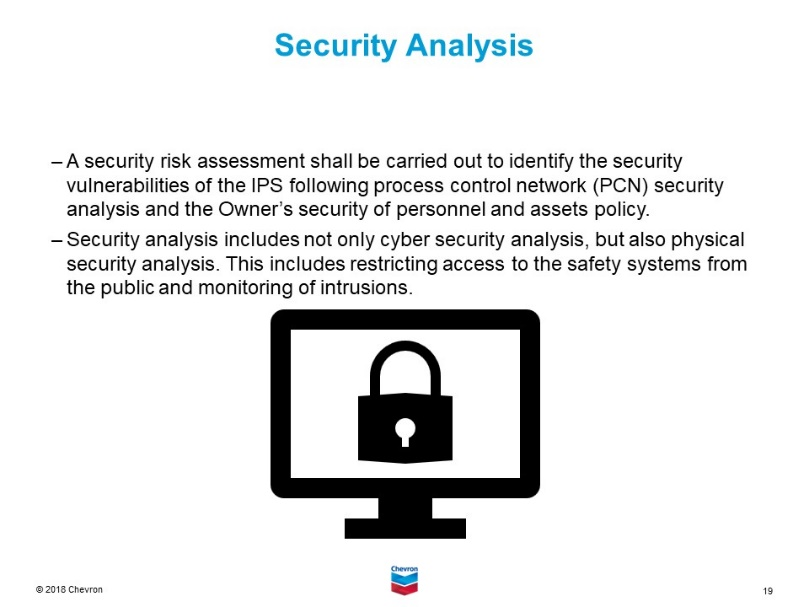 Security Analysis
– A security risk assessment shall be carried out to identify the security
vulnerabilities of the IPS following process control network (PCN) security
analysis and the Owner’s security of personnel and assets policy.
– Security analysis includes not only cyber security analysis, but also physical
security analysis. This includes restricting access to the safety systems from
the public and monitoring of intrusions.
Chevron
© 2018 Chevron
19